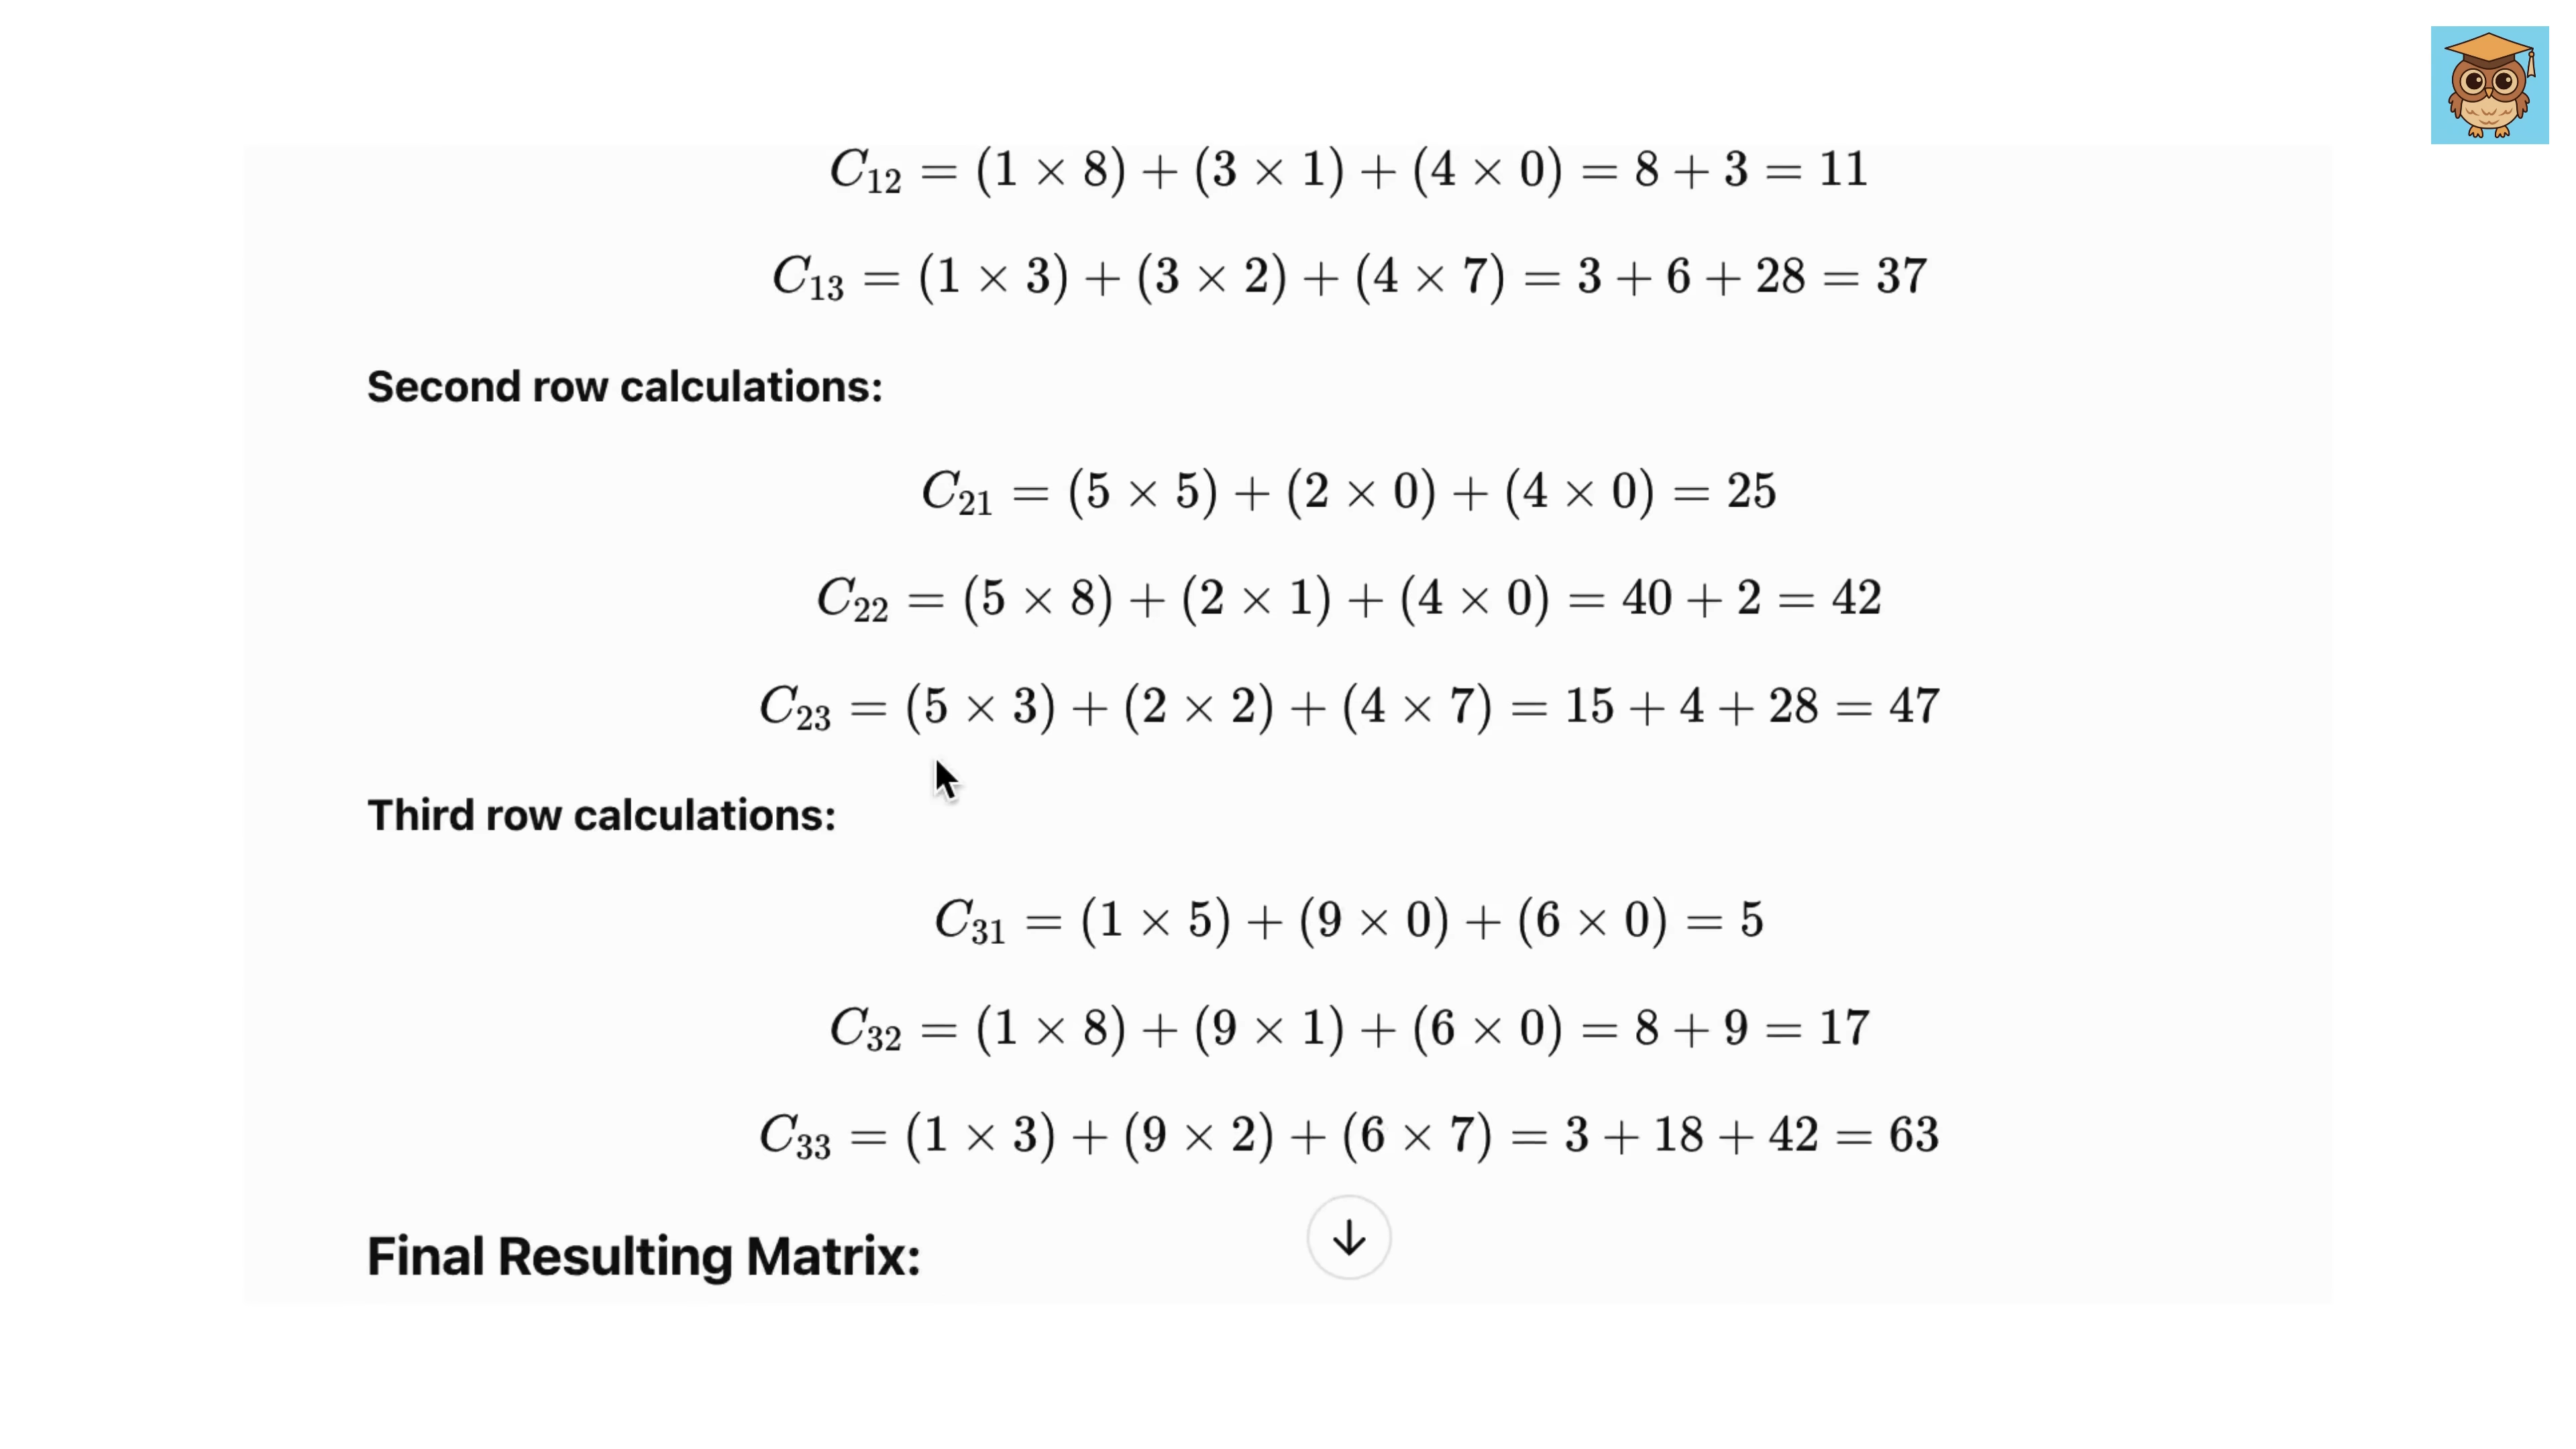 C₁₂ = (1 × 8) + (3 × 1) + (4 × 0) = 8 + 3 = 11
C₁₃ = (1 × 3) + (3 × 2) + (4 × 7) = 3 + 6 + 28 = 37
Second row calculations:
C₂₁ = (5 × 5) + (2 × 0) + (4 × 0) = 25
C₂₂ = (5 × 8) + (2 × 1) + (4 × 0) = 40 + 2 = 42
C₂₃ = (5 × 3) + (2 × 2) + (4 × 7) = 15 + 4 + 28 = 47
Third row calculations:
C₃₁ = (1 × 5) + (9 × 0) + (6 × 0) = 5
C₃₂ = (1 × 8) + (9 × 1) + (6 × 0) = 8 + 9 = 17
C₃₃ = (1 × 3) + (9 × 2) + (6 × 7) = 3 + 18 + 42 = 63
Final Resulting Matrix: